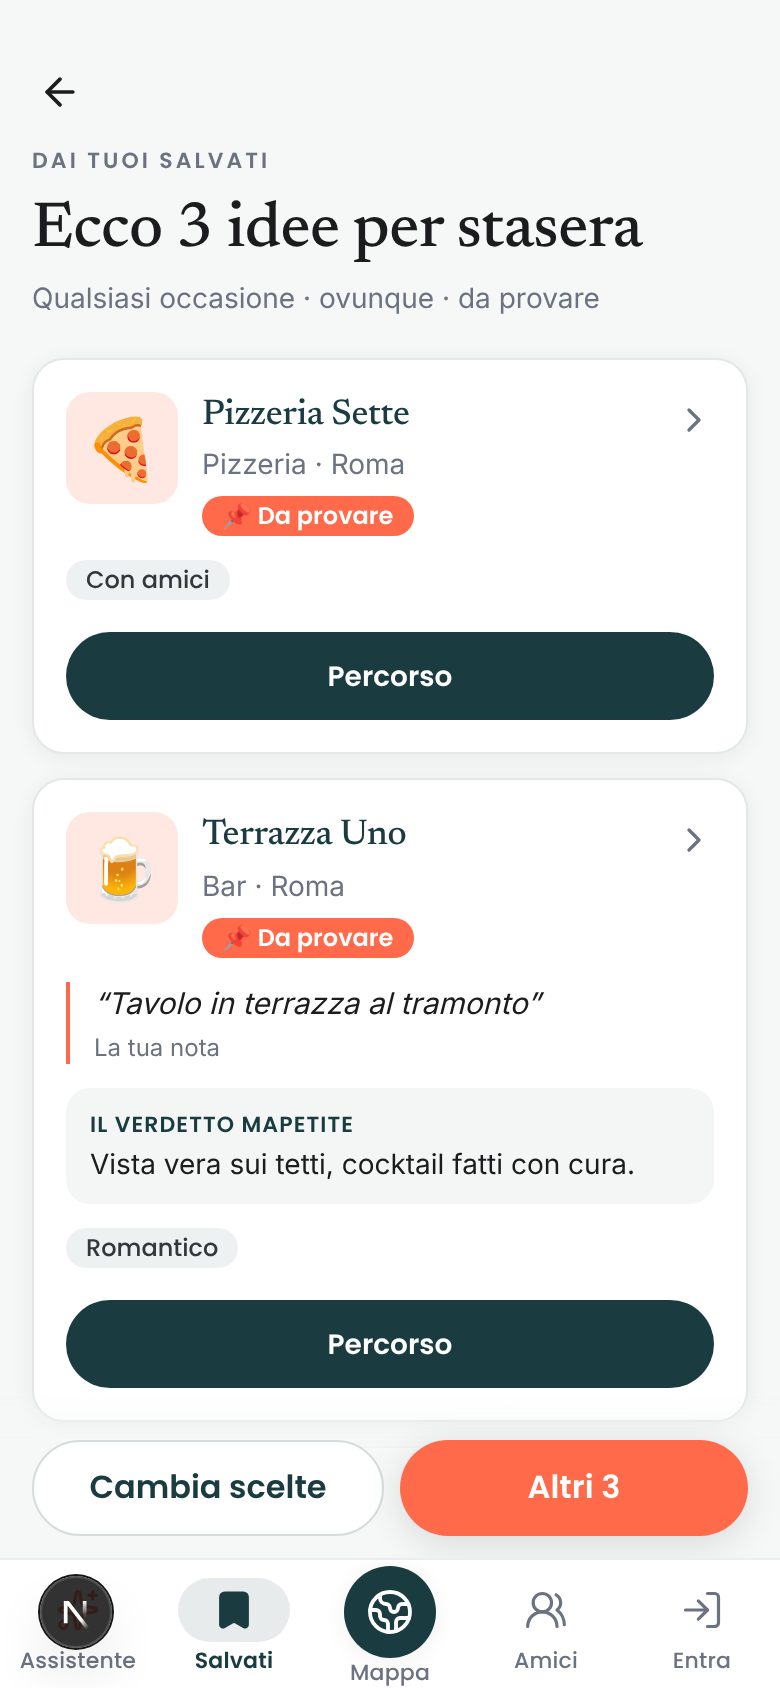 DAI TUOI SALVATI
Ecco 3 idee per stasera
Qualsiasi occasione · ovunque · da provare
Pizzeria Sette
Pizzeria · Roma
📌 Da provare
Con amici
Percorso
Terrazza Uno
Bar · Roma
📌 Da provare
“Tavolo in terrazza al tramonto”
La tua nota
IL VERDETTO MAPETITE
Vista vera sui tetti, cocktail fatti con cura.
Romantico
Percorso
Cambia scelte
Altri 3
N
Assistente
Salvati
Mappa
Amici
Entra